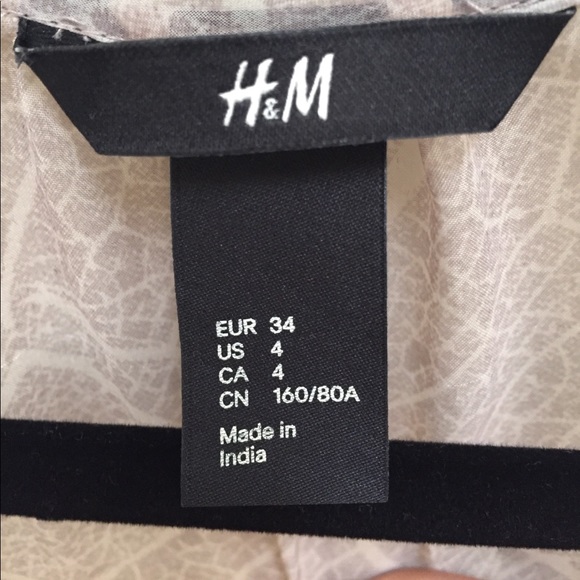 H&M
EUR 34
US 4
CA 4
CN 160/80A
Made in
India